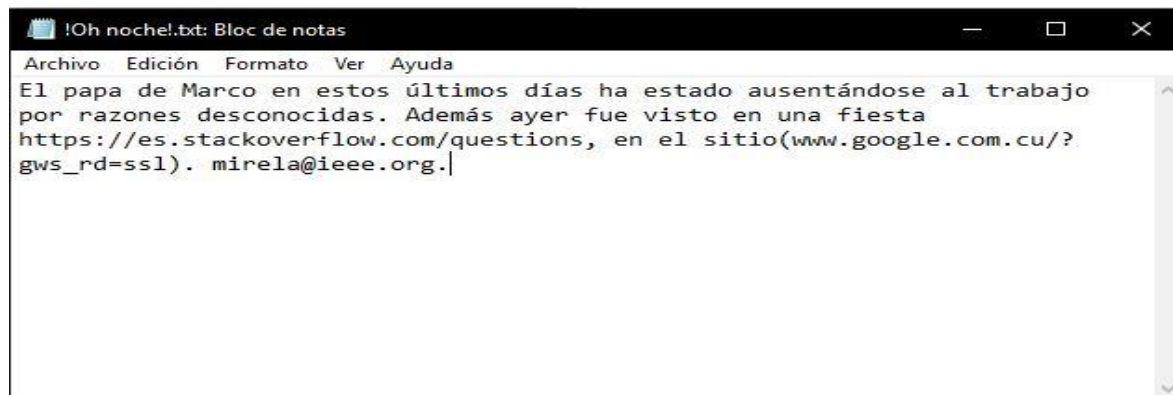 !Oh noche!.txt: Bloc de notas
Archivo Edición Formato Ver Ayuda
El papa de Marco en estos últimos días ha estado ausentándose al trabajo
por razones desconocidas. Además ayer fue visto en una fiesta
https://es.stackoverflow.com/questions, en el sitio(www.google.com.cu/?
gws_rd=ssl). mirela@ieee.org.